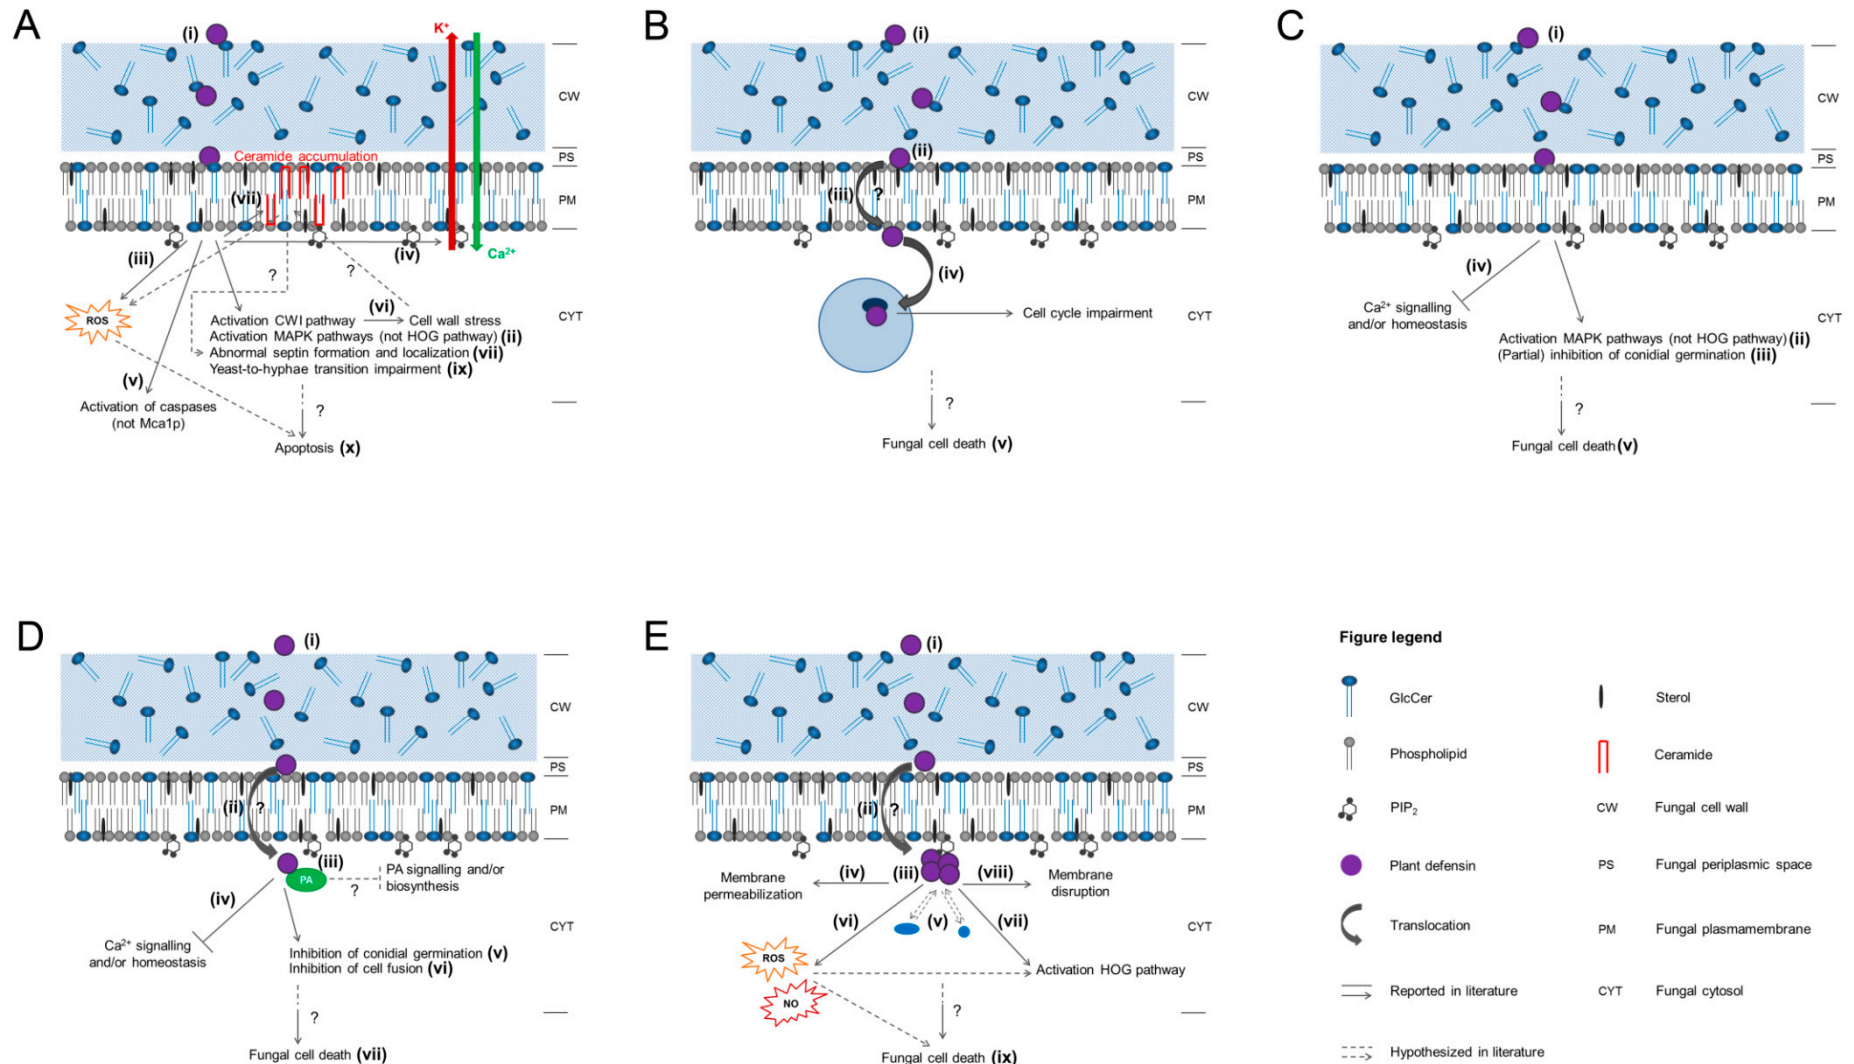 A
(i)
K⁺
CW
PS
Ceramide accumulation
(vii)
PM
(iii)
(iv)
Ca²⁺
?
?
ROS
(vi)
Activation CWI pathway
Cell wall stress
CYT
Activation MAPK pathways (not HOG pathway) (ii)
Abnormal septin formation and localization (vii)
Yeast-to-hyphae transition impairment (ix)
(v)
Activation of caspases
(not Mca1p)
?
Apoptosis (x)
B
(i)
CW
(ii)
PS
(iii)
?
PM
(iv)
Cell cycle impairment
CYT
?
Fungal cell death (v)
C
(i)
CW
PS
PM
(iv)
Ca²⁺ signalling
and/or homeostasis
CYT
Activation MAPK pathways (not HOG pathway) (ii)
(Partial) inhibition of conidial germination (iii)
?
Fungal cell death (v)
D
(i)
CW
PS
(ii)
?
PM
(iii)
PA
PA signalling and/or
biosynthesis
?
(iv)
CYT
Ca²⁺ signalling
and/or homeostasis
Inhibition of conidial germination (v)
Inhibition of cell fusion (vi)
?
Fungal cell death (vii)
E
(i)
CW
PS
(ii)
?
PM
Membrane
permeabilization
(iv)
(iii)
(viii)
Membrane
disruption
(vi)
(v)
(vii)
CYT
ROS
Activation HOG pathway
NO
?
Fungal cell death (ix)
Figure legend
GlcCer
Sterol
Phospholipid
Ceramide
PIP₂
CW
Fungal cell wall
Plant defensin
PS
Fungal periplasmic space
Translocation
PM
Fungal plasmamembrane
Reported in literature
CYT
Fungal cytosol
Hypothesized in literature